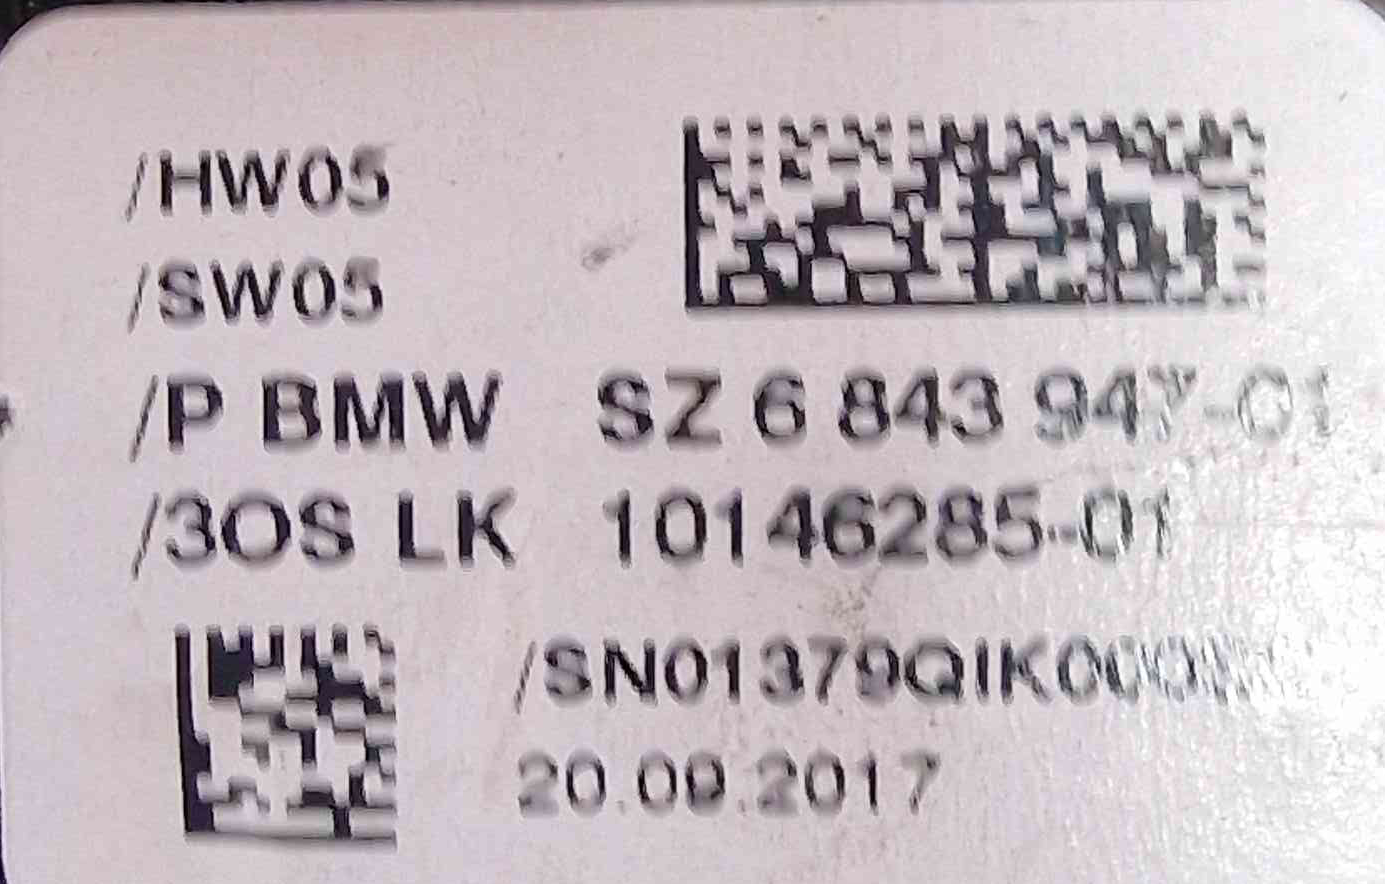 /HW05
/SW05
/P BMW SZ 6 843 947-01
/3OS LK 10146285-01
20.09.2017